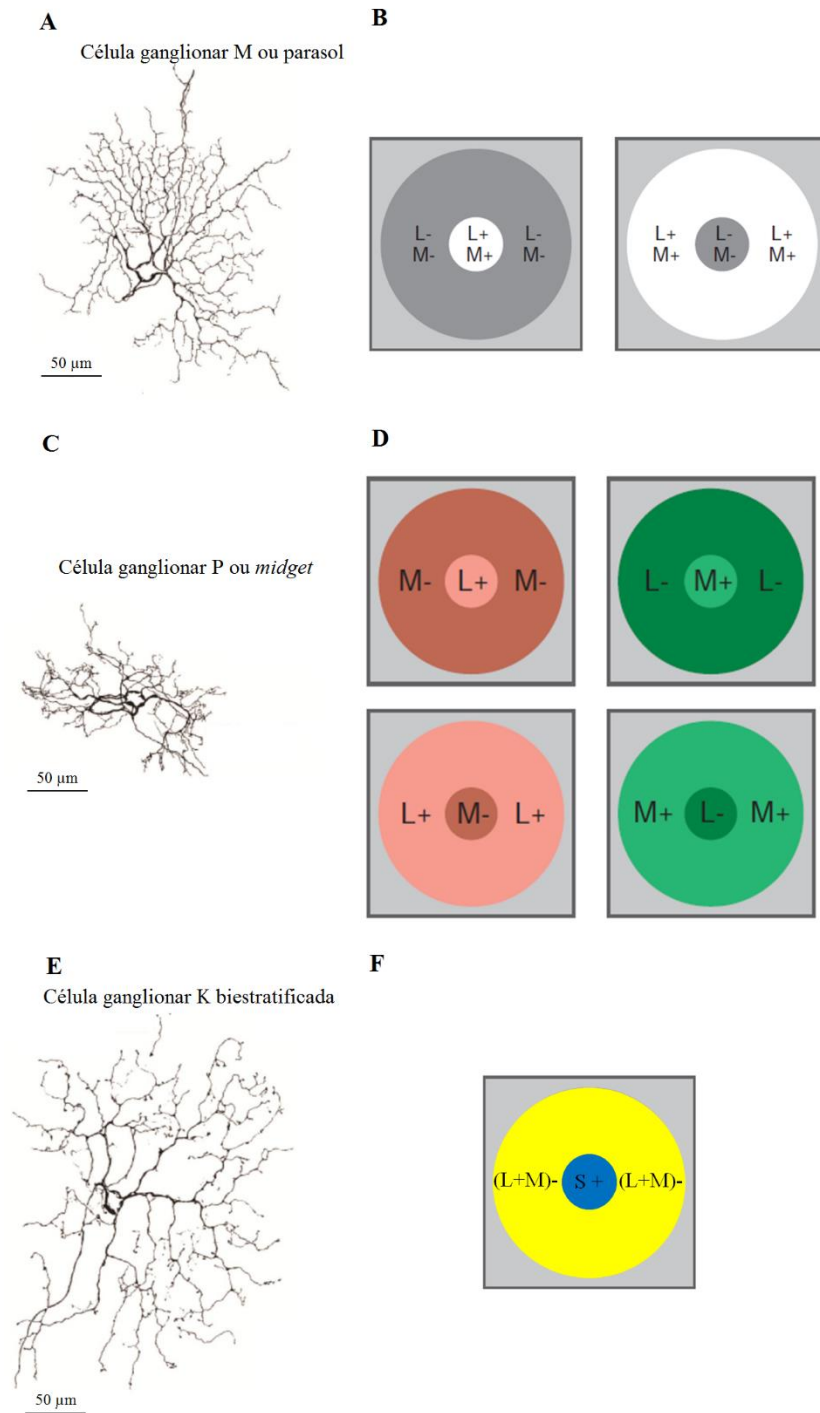 A
Célula ganglionar M ou parasol
50 µm
B
L- L+ L-
M- M+ M-
L+ L- L+
M+ M- M+
C
Célula ganglionar P ou midget
50 µm
D
M- L+ M-
L- M+ L-
L+ M- L+
M+ L- M+
E
Célula ganglionar K biestratificada
50 µm
F
(L+M)- S + (L+M)-